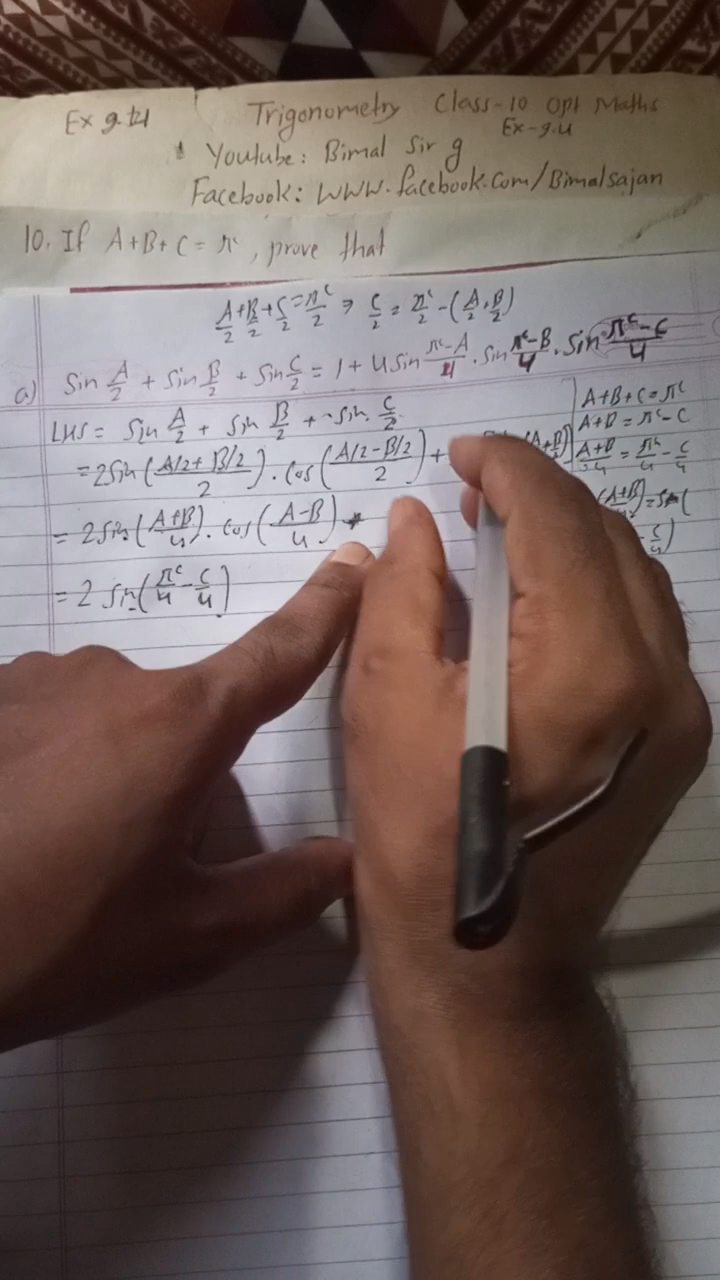 Ex 9.4 Trigonometry Class-10 Opt Maths
Ex-9.4
Youtube: Bimal Sir g
Facebook: WWW.facebook.com/Bimalsajan
10. If A+B+C = π^c, prove that
A/2 + B/2 + C/2 = π^c/2 ⇒ C/2 = π^c/2 - (A/2 + B/2)
a) Sin A/2 + Sin B/2 + Sin C/2 = 1 + 4 Sin (π^c-A)/4 . Sin (π^c-B)/4 . Sin (π^c-C)/4
LHS = Sin A/2 + Sin B/2 + Sin. C/2
= 2Sin ((A/2 + B/2)/2) . Cos ((A/2 - B/2)/2) +
= 2 Sin ((A+B)/4) . Cos ((A-B)/4) +
= 2 Sin (π^c/4 - C/4)
A+B+C = π^c
A+B = π^c - C
(A+B)/4 = π^c/4 - C/4